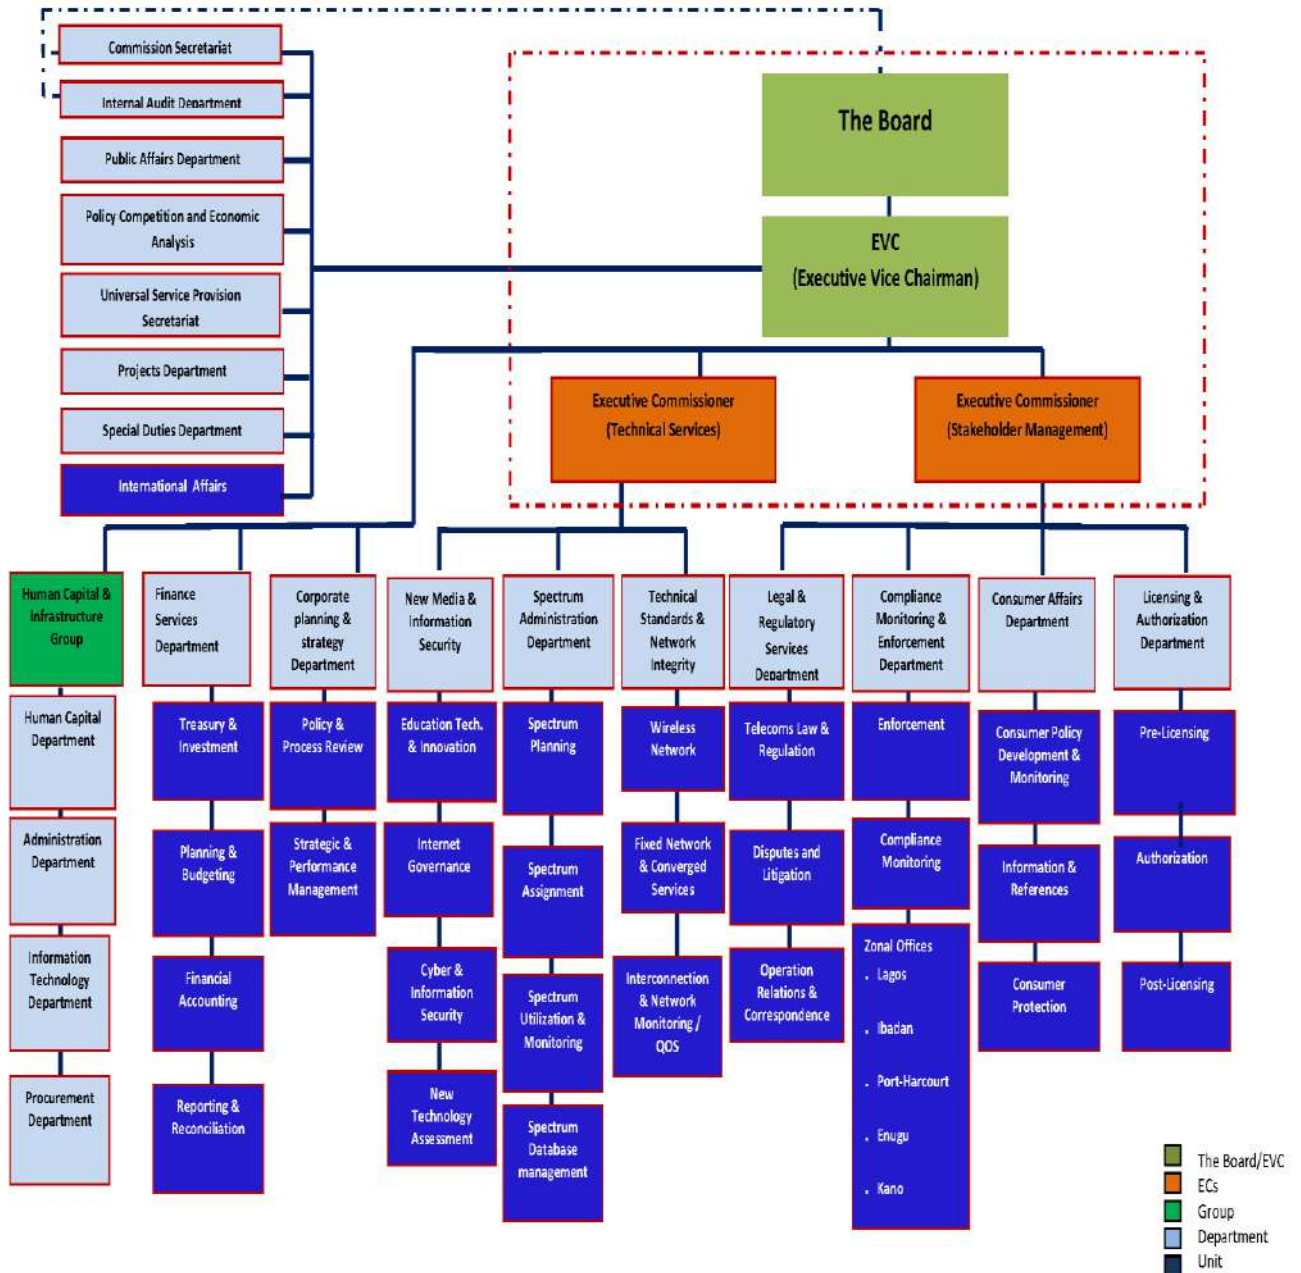 Commission Secretariat
Internal Audit Department
Public Affairs Department
Policy Competition and Economic
Analysis
Universal Service Provision
Secretariat
Projects Department
Special Duties Department
International Affairs
The Board
EVC
(Executive Vice Chairman)
Executive Commissioner
(Technical Services)
Executive Commissioner
(Stakeholder Management)
Human Capital &
Infrastructure
Group
Human Capital
Department
Administration
Department
Information
Technology
Department
Procurement
Department
Finance
Services
Department
Treasury &
Investment
Planning &
Budgeting
Financial
Accounting
Reporting &
Reconciliation
Corporate
planning &
strategy
Department
Policy &
Process Review
Strategic &
Performance
Management
New Media &
Information
Security
Education Tech.
& Innovation
Internet
Governance
Cyber &
Information
Security
New
Technology
Assessment
Spectrum
Administration
Department
Spectrum
Planning
Spectrum
Assignment
Spectrum
Utilization &
Monitoring
Spectrum
Database
management
Technical
Standards &
Network
Integrity
Wireless
Network
Fixed Network
& Converged
Services
Interconnection
& Network
Monitoring /
QOS
Legal &
Regulatory
Services
Department
Telecoms Law &
Regulation
Disputes and
Litigation
Operation
Relations &
Correspondence
Compliance
Monitoring &
Enforcement
Department
Enforcement
Compliance
Monitoring
Zonal Offices
. Lagos
. Ibadan
. Port-Harcourt
. Enugu
. Kano
Consumer Affairs
Department
Consumer Policy
Development &
Monitoring
Information &
References
Consumer
Protection
Licensing &
Authorization
Department
Pre-Licensing
Authorization
Post-Licensing
The Board/EVC
ECs
Group
Department
Unit